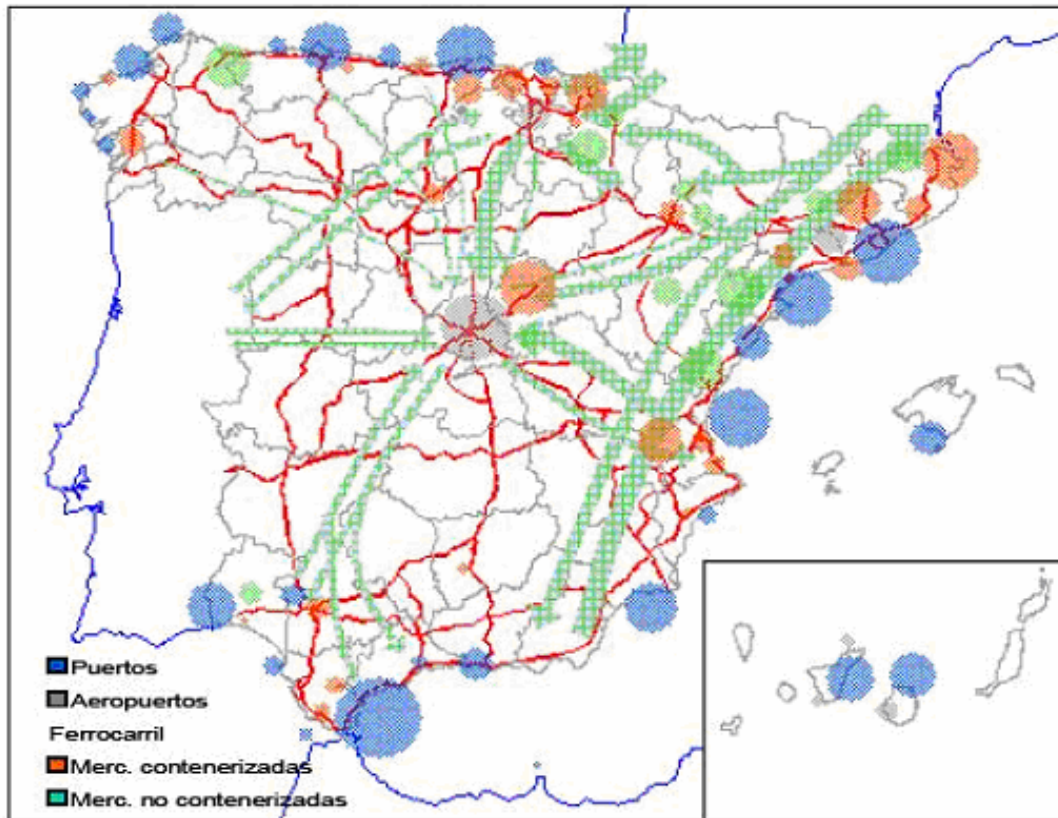 Puertos
Aeropuertos
Ferrocarril
Merc. contenerizadas
Merc. no contenerizadas